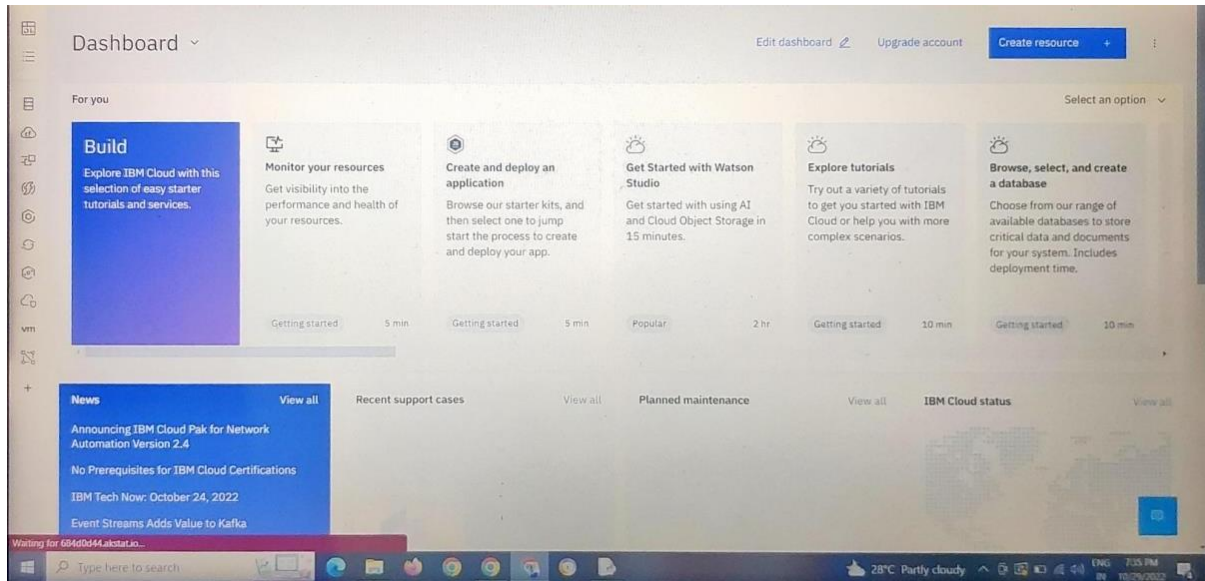 Dashboard
Edit dashboard
Upgrade account
Create resource +
For you
Select an option
Build
Explore IBM Cloud with this
selection of easy starter
tutorials and services.
Monitor your resources
Get visibility into the
performance and health of
your resources.
Getting started 5 min
Create and deploy an
application
Browse our starter kits, and
then select one to jump
start the process to create
and deploy your app.
Getting started 5 min
Get Started with Watson
Studio
Get started with using AI
and Cloud Object Storage in
15 minutes.
Popular 2 hr
Explore tutorials
Try out a variety of tutorials
to get you started with IBM
Cloud or help you with more
complex scenarios.
Getting started 10 min
Browse, select, and create
a database
Choose from our range of
available databases to store
critical data and documents
for your system. Includes
deployment time.
Getting started 10 min
vm
+
News View all
Announcing IBM Cloud Pak for Network
Automation Version 2.4
No Prerequisites for IBM Cloud Certifications
IBM Tech Now: October 24, 2022
Event Streams Adds Value to Kafka
Recent support cases View all
Planned maintenance View all
IBM Cloud status View all
Waiting for 684d0d44.akstat.io...
Type here to search
28°C Partly cloudy
ENG
IN
7:35 PM
10/29/2022